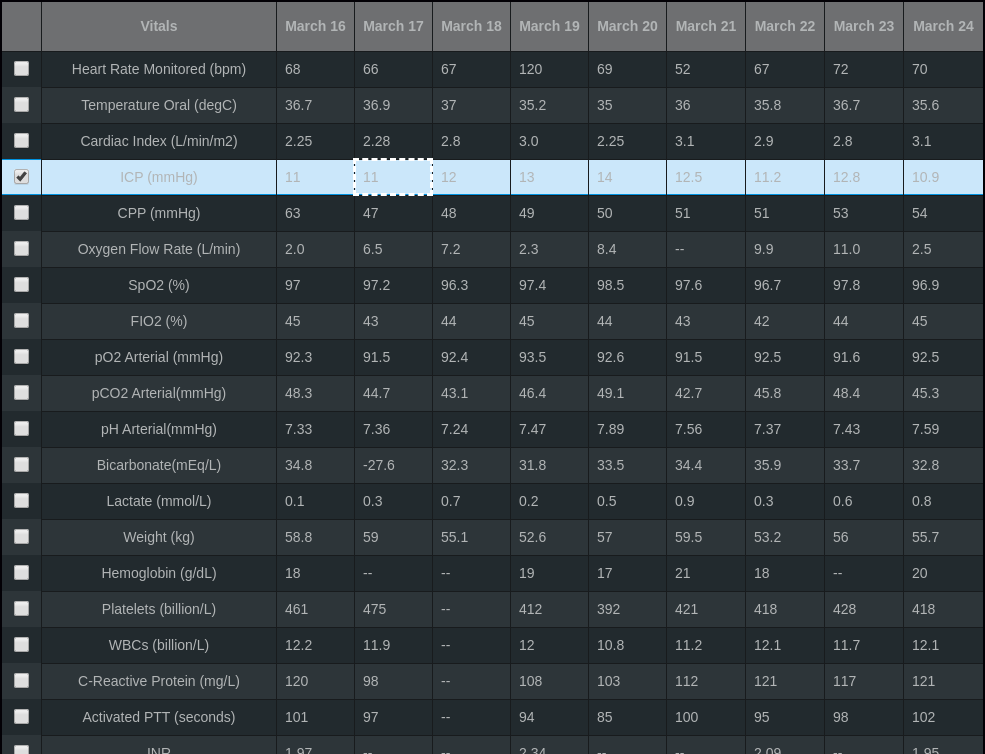 Vitals March 16 March 17 March 18 March 19 March 20 March 21 March 22 March 23 March 24
Heart Rate Monitored (bpm) 68 66 67 120 69 52 67 72 70
Temperature Oral (degC) 36.7 36.9 37 35.2 35 36 35.8 36.7 35.6
Cardiac Index (L/min/m2) 2.25 2.28 2.8 3.0 2.25 3.1 2.9 2.8 3.1
ICP (mmHg) 11 11 12 13 14 12.5 11.2 12.8 10.9
CPP (mmHg) 63 47 48 49 50 51 51 53 54
Oxygen Flow Rate (L/min) 2.0 6.5 7.2 2.3 8.4 -- 9.9 11.0 2.5
SpO2 (%) 97 97.2 96.3 97.4 98.5 97.6 96.7 97.8 96.9
FIO2 (%) 45 43 44 45 44 43 42 44 45
pO2 Arterial (mmHg) 92.3 91.5 92.4 93.5 92.6 91.5 92.5 91.6 92.5
pCO2 Arterial(mmHg) 48.3 44.7 43.1 46.4 49.1 42.7 45.8 48.4 45.3
pH Arterial(mmHg) 7.33 7.36 7.24 7.47 7.89 7.56 7.37 7.43 7.59
Bicarbonate(mEq/L) 34.8 -27.6 32.3 31.8 33.5 34.4 35.9 33.7 32.8
Lactate (mmol/L) 0.1 0.3 0.7 0.2 0.5 0.9 0.3 0.6 0.8
Weight (kg) 58.8 59 55.1 52.6 57 59.5 53.2 56 55.7
Hemoglobin (g/dL) 18 -- -- 19 17 21 18 -- 20
Platelets (billion/L) 461 475 -- 412 392 421 418 428 418
WBCs (billion/L) 12.2 11.9 -- 12 10.8 11.2 12.1 11.7 12.1
C-Reactive Protein (mg/L) 120 98 -- 108 103 112 121 117 121
Activated PTT (seconds) 101 97 -- 94 85 100 95 98 102
INR 1.97 -- -- 2.34 -- -- 2.09 -- 1.95